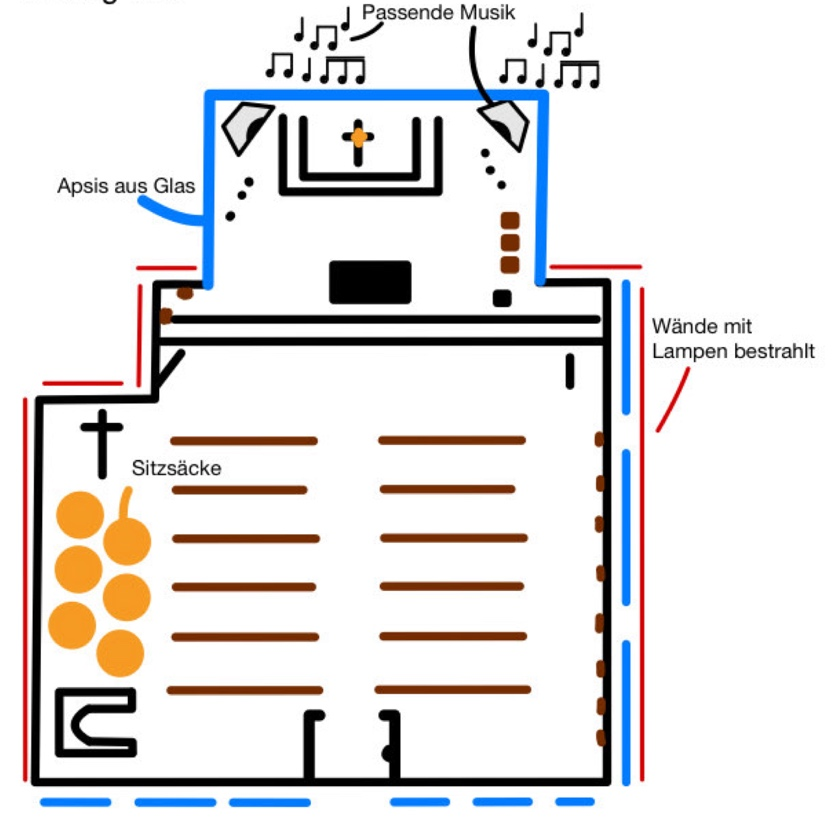 Passende Musik
Apsis aus Glas
Wände mit
Lampen bestrahlt
Sitzsäcke